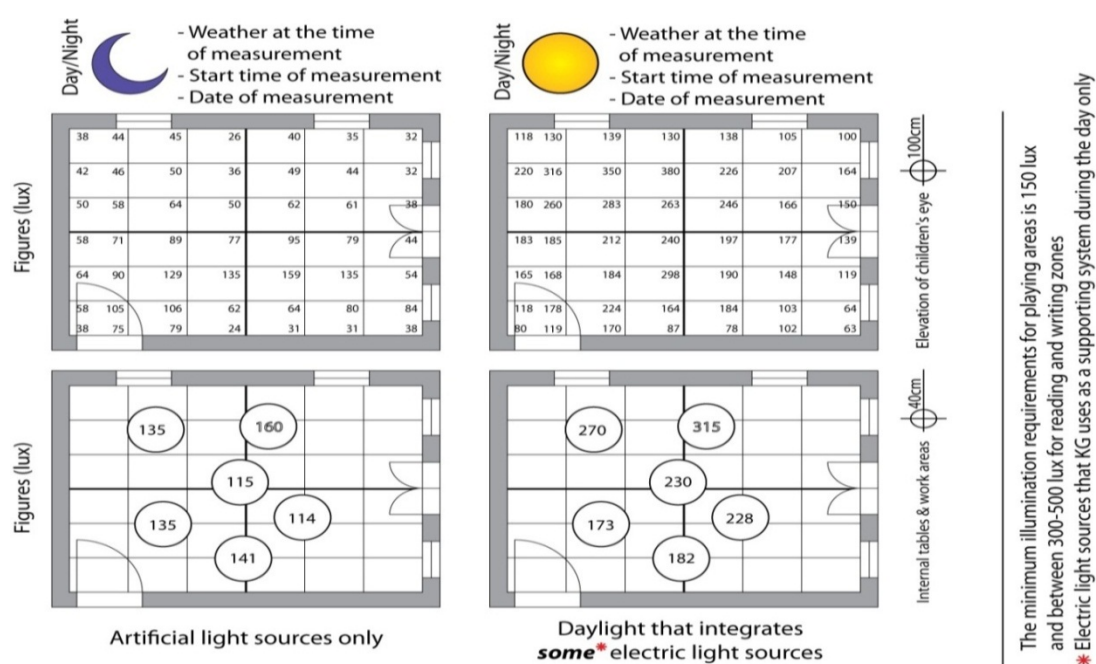 Day/Night
- Weather at the time
of measurement
- Start time of measurement
- Date of measurement
Day/Night
- Weather at the time
of measurement
- Start time of measurement
- Date of measurement
Figures (lux)
38 44 45 26 40 35 32
42 46 50 36 49 44 32
50 58 64 50 62 61 38
58 71 89 77 95 79 44
64 90 129 135 159 135 54
58 105 106 62 64 80 84
38 75 79 24 31 31 38
118 130 139 130 138 105 100
220 316 350 380 226 207 164
180 260 283 263 246 166 150
183 185 212 240 197 177 139
165 168 184 298 190 148 119
118 178 224 164 184 103 64
80 119 170 87 78 102 63
Elevation of children's eye
100cm
Figures (lux)
135 160
115
135 114
141
270 315
230
173 228
182
Internal tables & work areas
40cm
Artificial light sources only
Daylight that integrates
some* electric light sources
The minimum illumination requirements for playing areas is 150 lux
and between 300-500 lux for reading and writing zones
* Electric light sources that KG uses as a supporting system during the day only